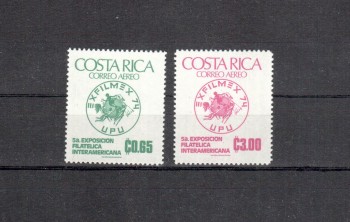 COSTA RICA
CORREO AEREO
EXFILMEX 74
UPU
5a. EXPOSICION
FILATELICA
INTERAMERICANA
₡0.65
COSTA RICA
CORREO AEREO
EXFILMEX 74
UPU
5a. EXPOSICION
FILATELICA
INTERAMERICANA
₡3.00